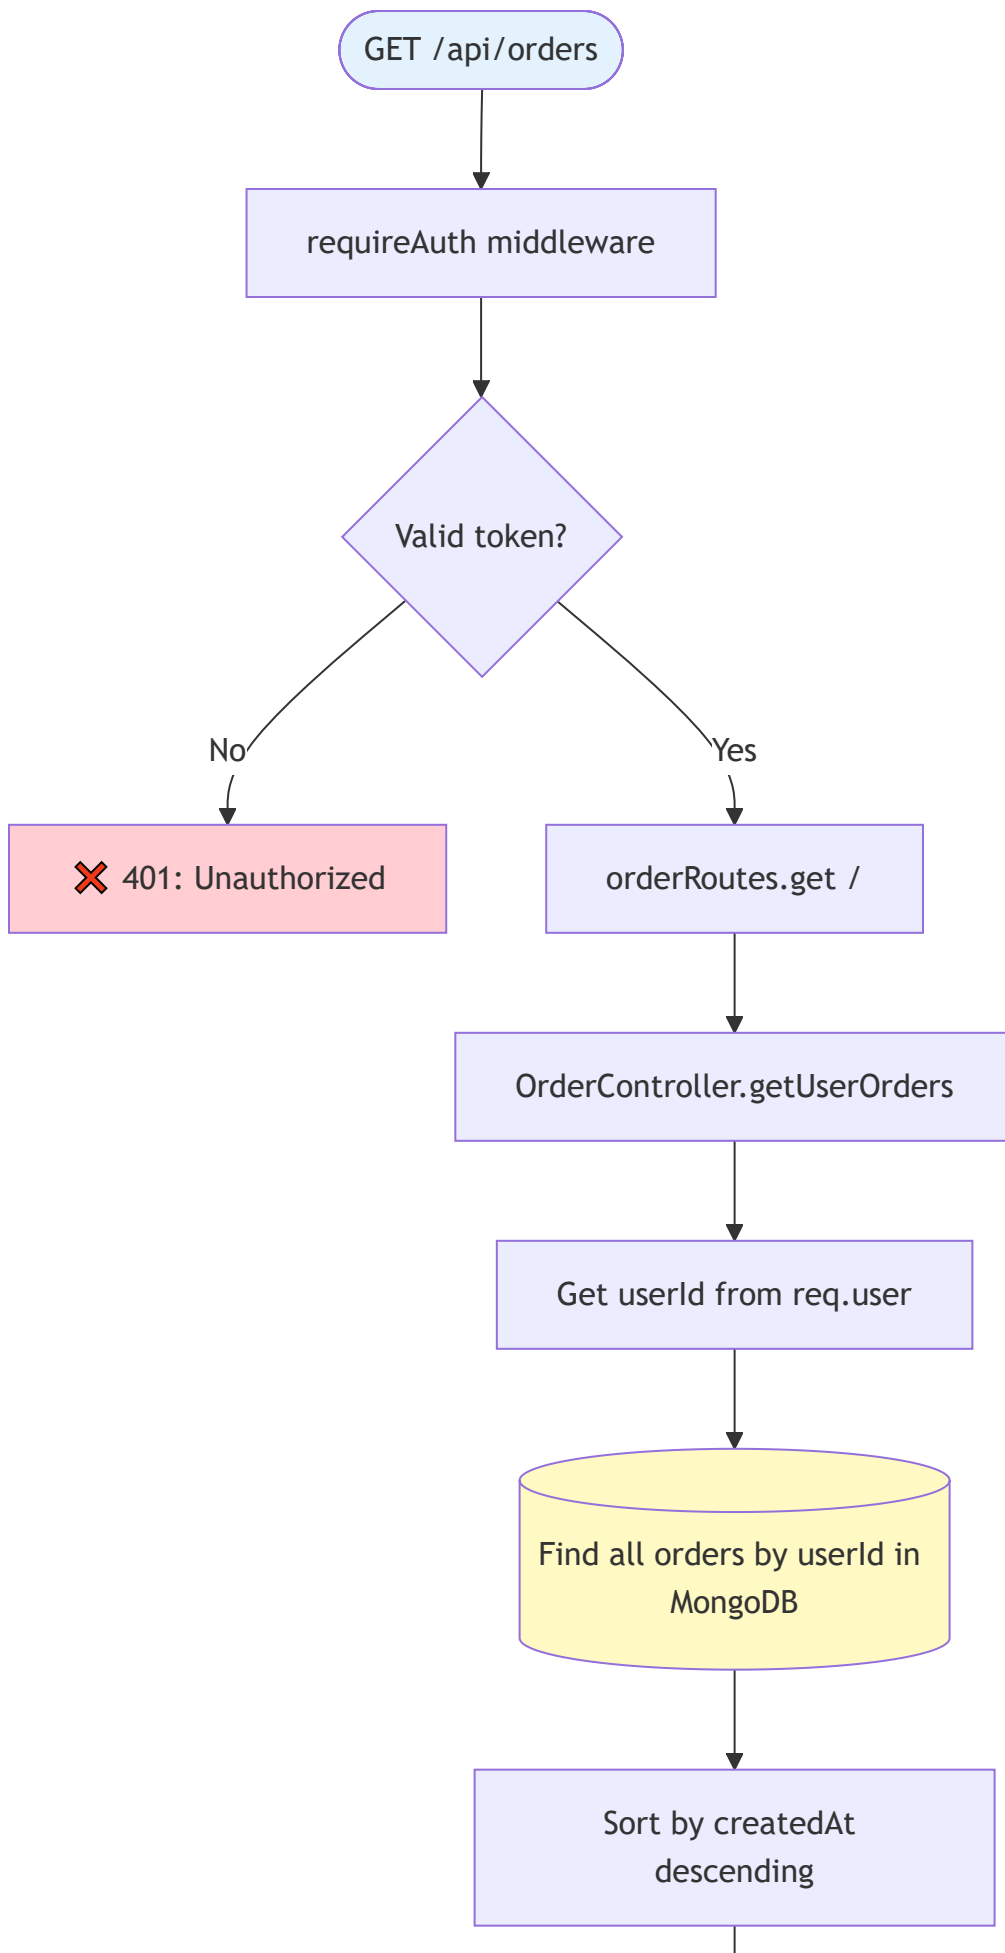 GET /api/orders
requireAuth middleware
Valid token?
No
Yes
❌ 401: Unauthorized
orderRoutes.get /
OrderController.getUserOrders
Get userId from req.user
Find all orders by userId in
MongoDB
Sort by createdAt
descending